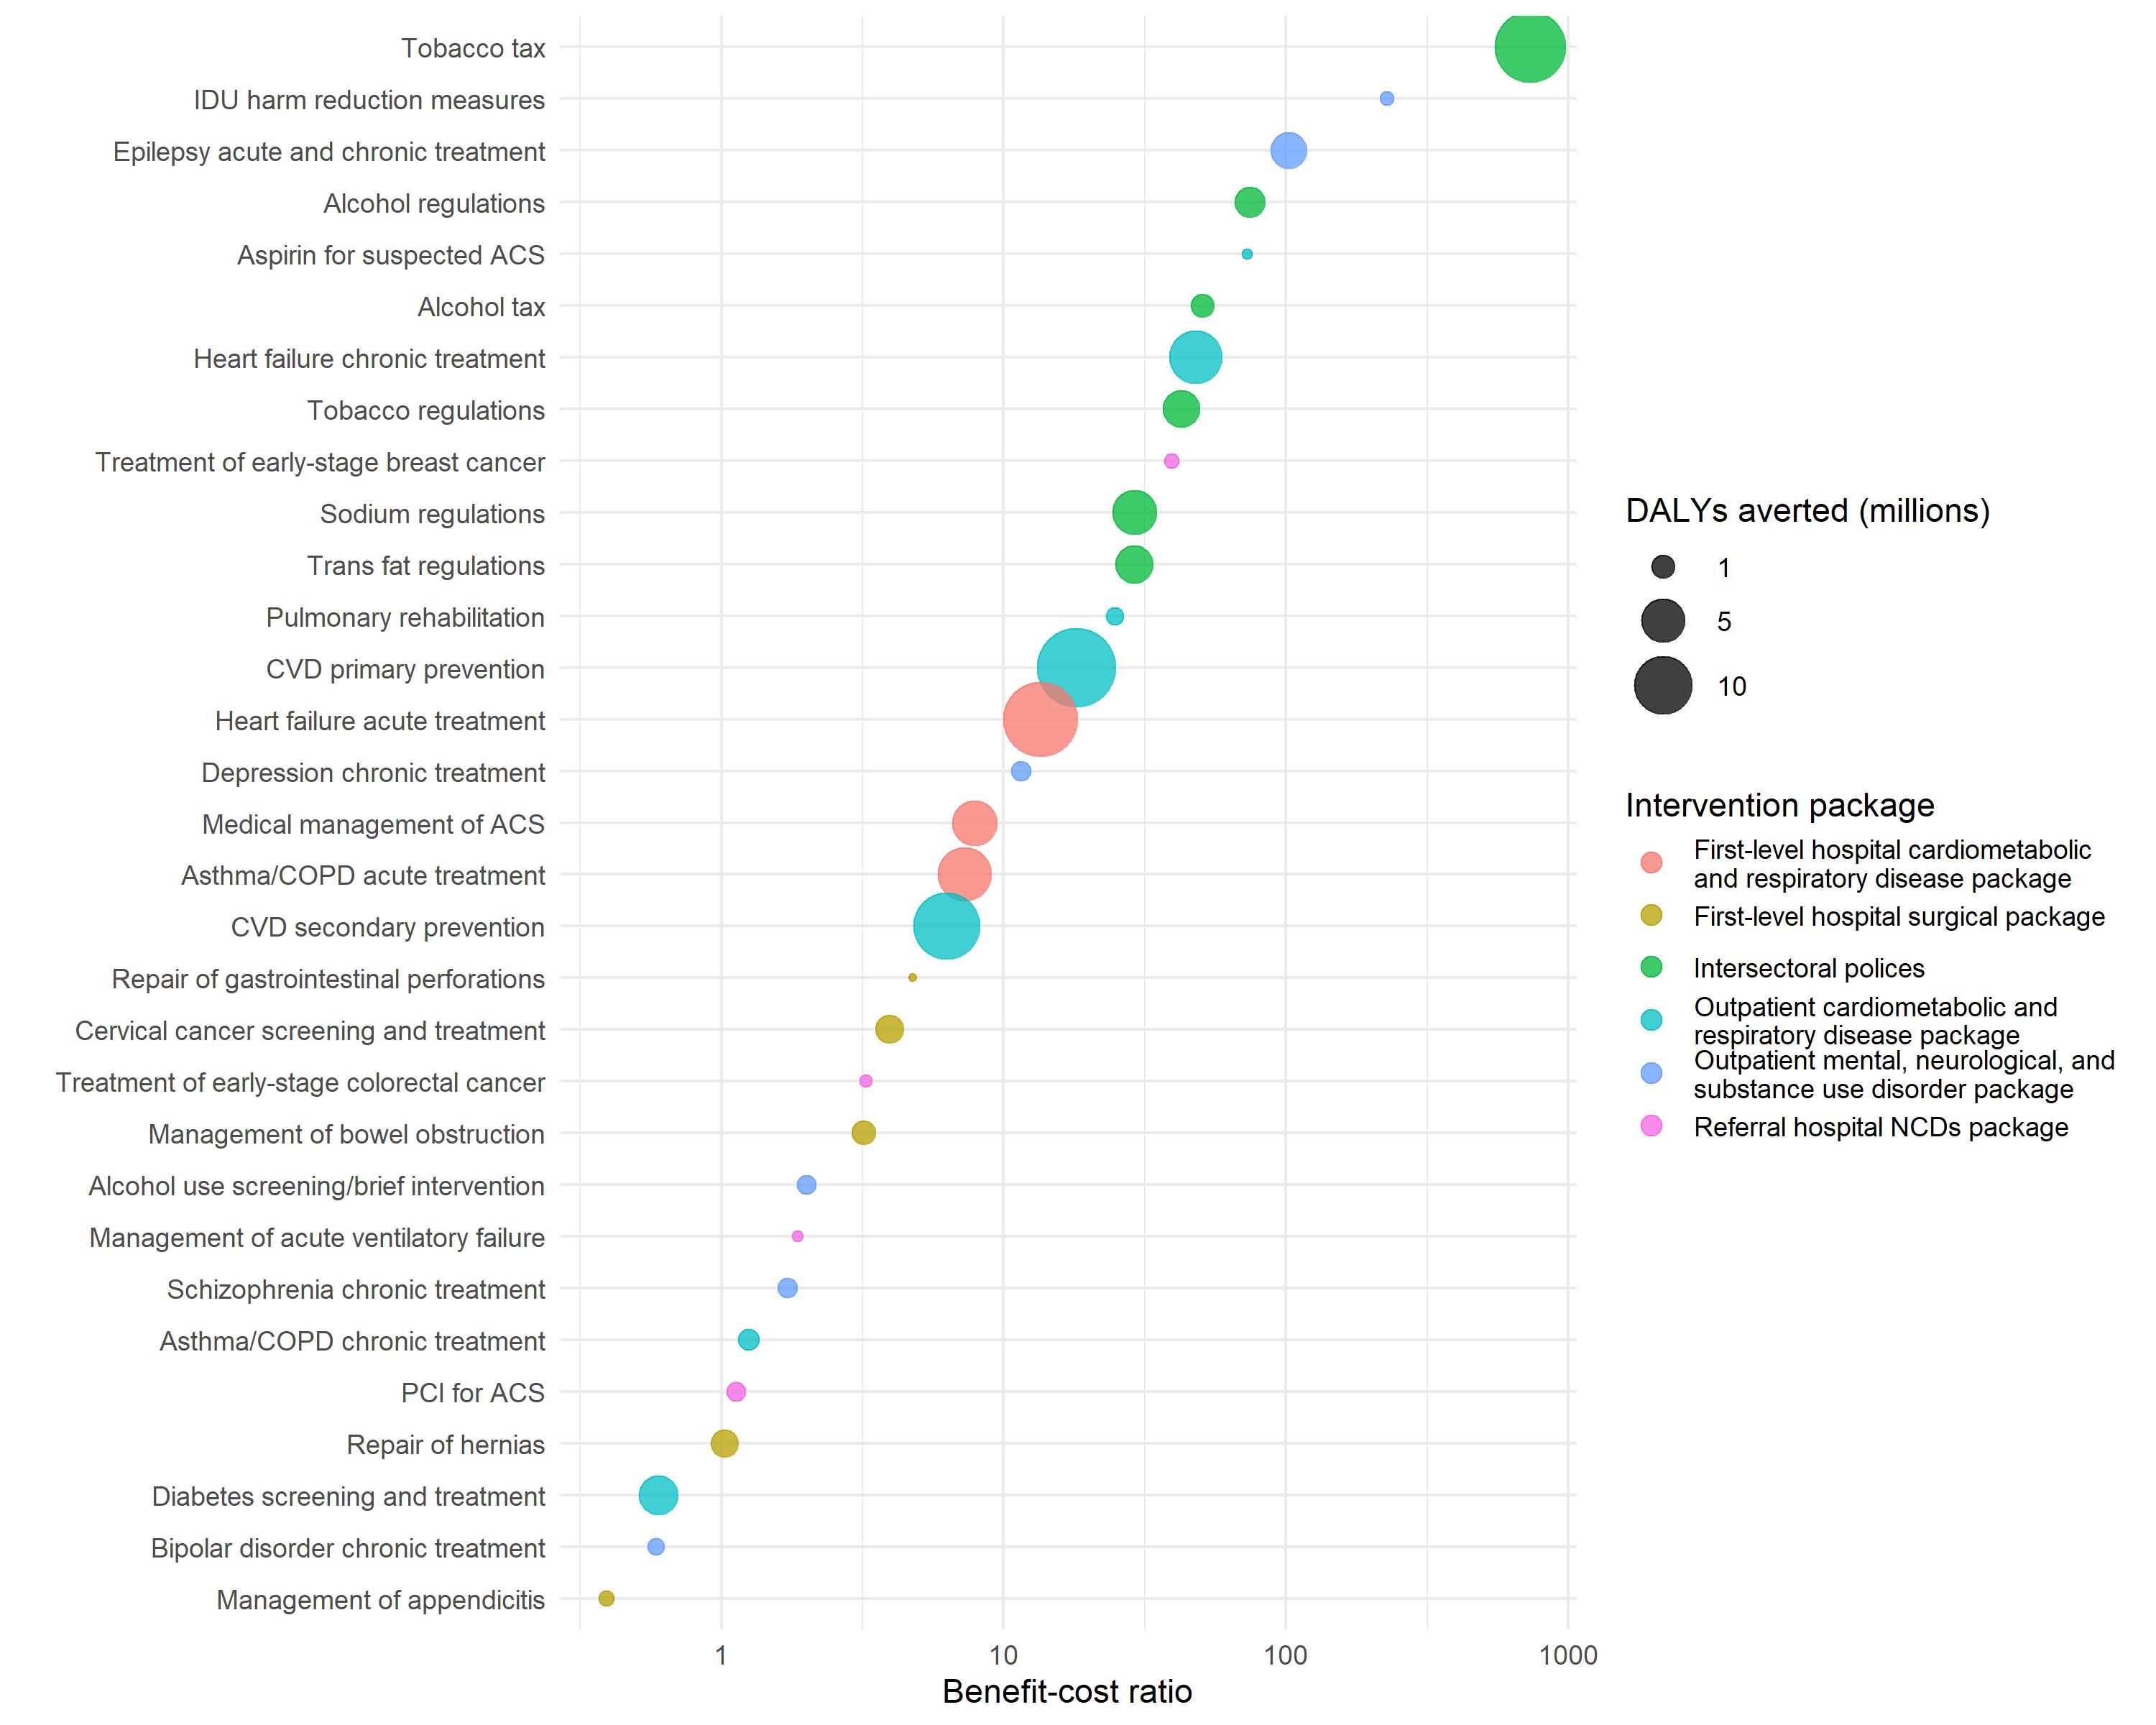 Tobacco tax
IDU harm reduction measures
Epilepsy acute and chronic treatment
Alcohol regulations
Aspirin for suspected ACS
Alcohol tax
Heart failure chronic treatment
Tobacco regulations
Treatment of early-stage breast cancer
Sodium regulations
Trans fat regulations
Pulmonary rehabilitation
CVD primary prevention
Heart failure acute treatment
Depression chronic treatment
Medical management of ACS
Asthma/COPD acute treatment
CVD secondary prevention
Repair of gastrointestinal perforations
Cervical cancer screening and treatment
Treatment of early-stage colorectal cancer
Management of bowel obstruction
Alcohol use screening/brief intervention
Management of acute ventilatory failure
Schizophrenia chronic treatment
Asthma/COPD chronic treatment
PCI for ACS
Repair of hernias
Diabetes screening and treatment
Bipolar disorder chronic treatment
Management of appendicitis
1 10 100 1000
Benefit-cost ratio
DALYs averted (millions)
1
5
10
Intervention package
First-level hospital cardiometabolic
and respiratory disease package
First-level hospital surgical package
Intersectoral polices
Outpatient cardiometabolic and
respiratory disease package
Outpatient mental, neurological, and
substance use disorder package
Referral hospital NCDs package